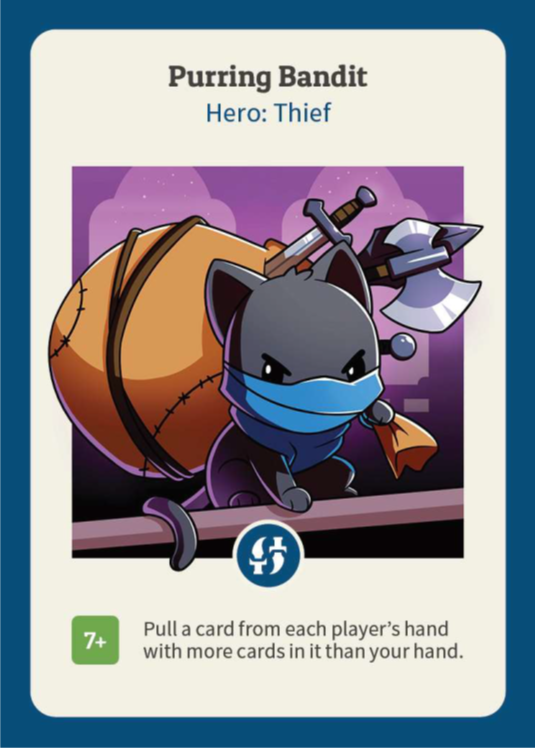 Purring Bandit
Hero: Thief
7+
Pull a card from each player's hand
with more cards in it than your hand.